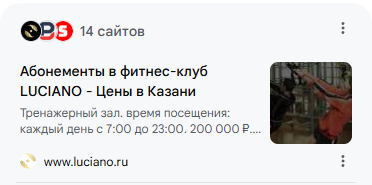 14 сайтов
Абонементы в фитнес-клуб
LUCIANO - Цены в Казани
Тренажерный зал. время посещения:
каждый день с 7:00 до 23:00. 200 000 ₽....
www.luciano.ru